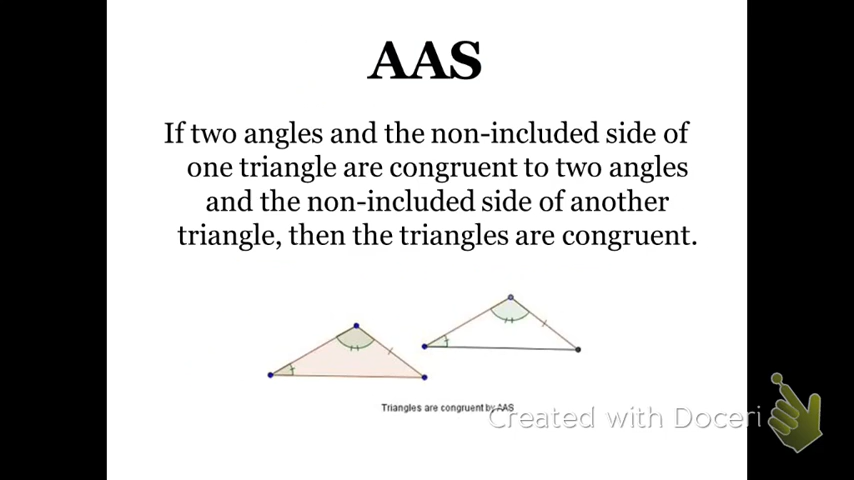 AAS
If two angles and the non-included side of
one triangle are congruent to two angles
and the non-included side of another
triangle, then the triangles are congruent.
Triangles are congruent by AAS
Created with Doceri